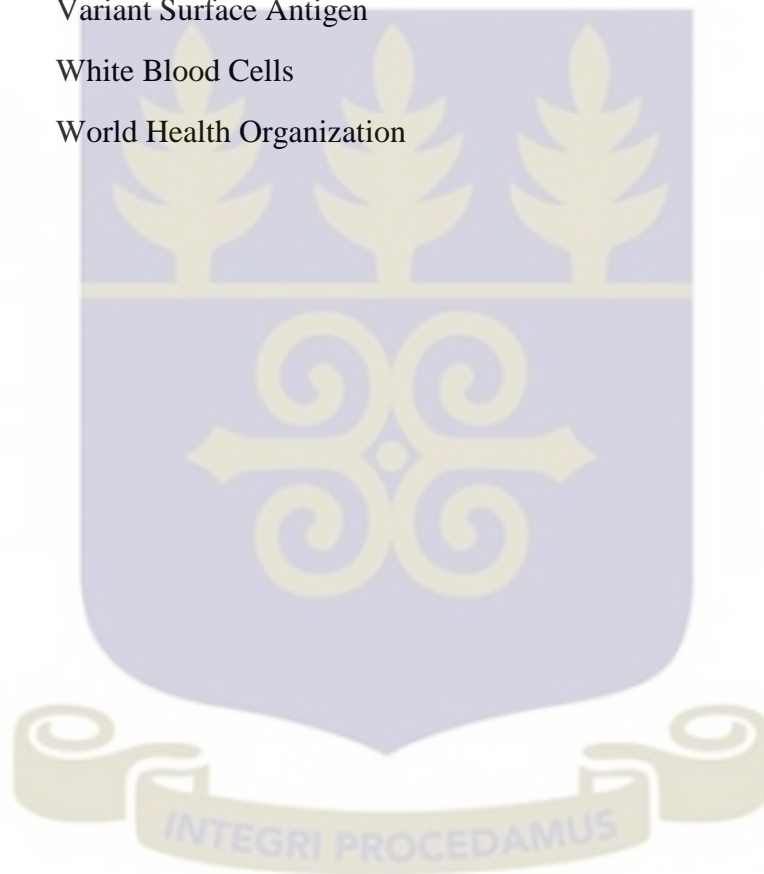 Variant Surface Antigen
White Blood Cells
World Health Organization
INTEGRI PROCEDAMUS